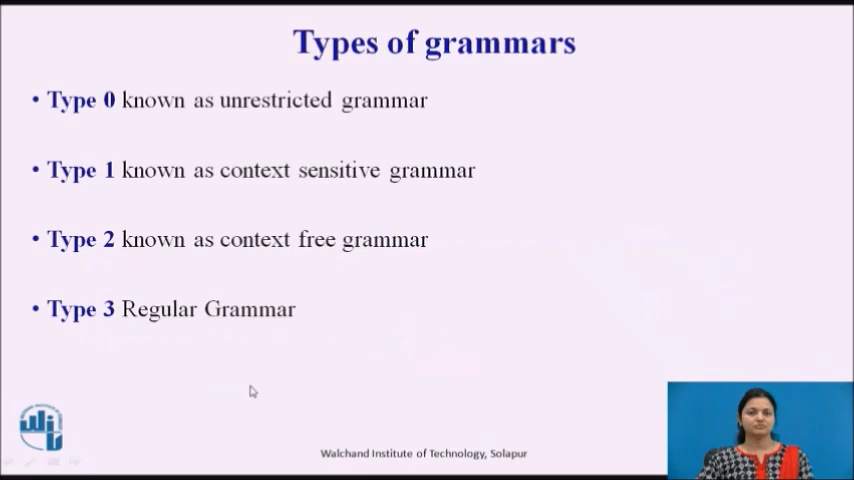 Types of grammars
• Type 0 known as unrestricted grammar
• Type 1 known as context sensitive grammar
• Type 2 known as context free grammar
• Type 3 Regular Grammar
Walchand Institute of Technology, Solapur